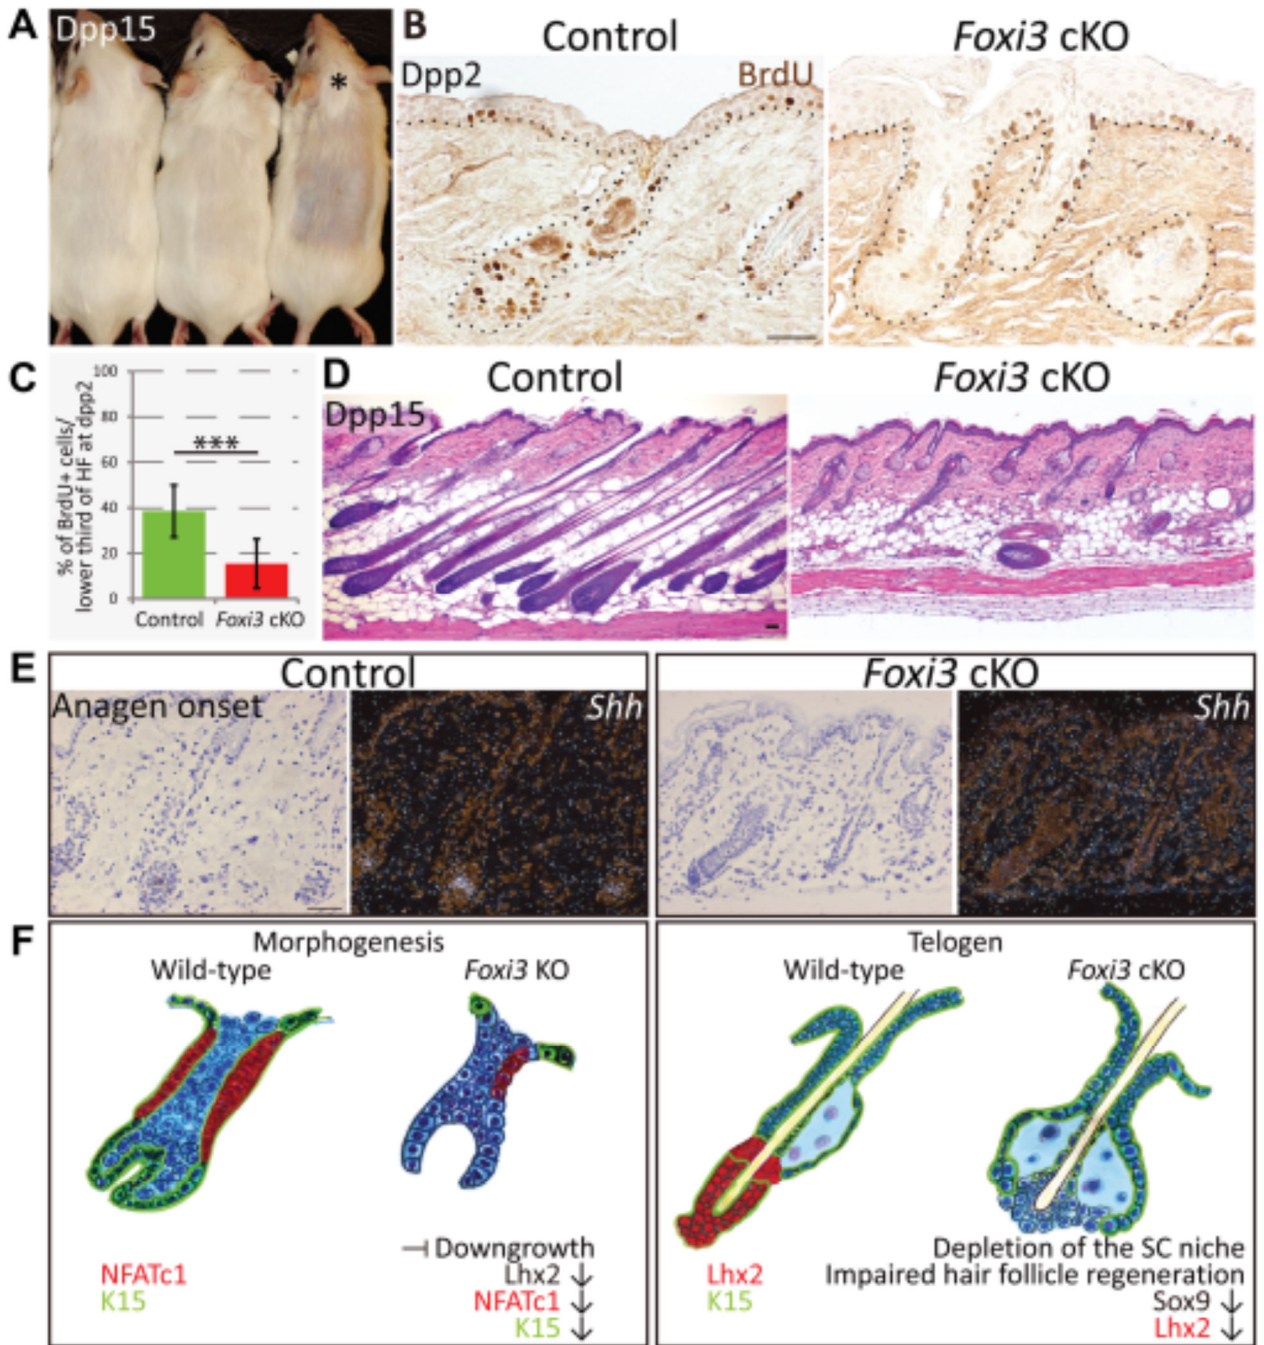 A
Dpp15
*
B
Control
Foxi3 cKO
Dpp2
BrdU
C
% of BrdU+ cells/
lower third of HF at dpp2
100
80
60
40
20
0
***
Control
Foxi3 cKO
D
Control
Foxi3 cKO
Dpp15
E
Control
Foxi3 cKO
Anagen onset
Shh
Shh
F
Morphogenesis
Wild-type
Foxi3 KO
NFATc1
K15
⊣ Downgrowth
Lhx2 ↓
NFATc1 ↓
K15 ↓
Telogen
Wild-type
Foxi3 cKO
Lhx2
K15
Depletion of the SC niche
Impaired hair follicle regeneration
Sox9 ↓
Lhx2 ↓